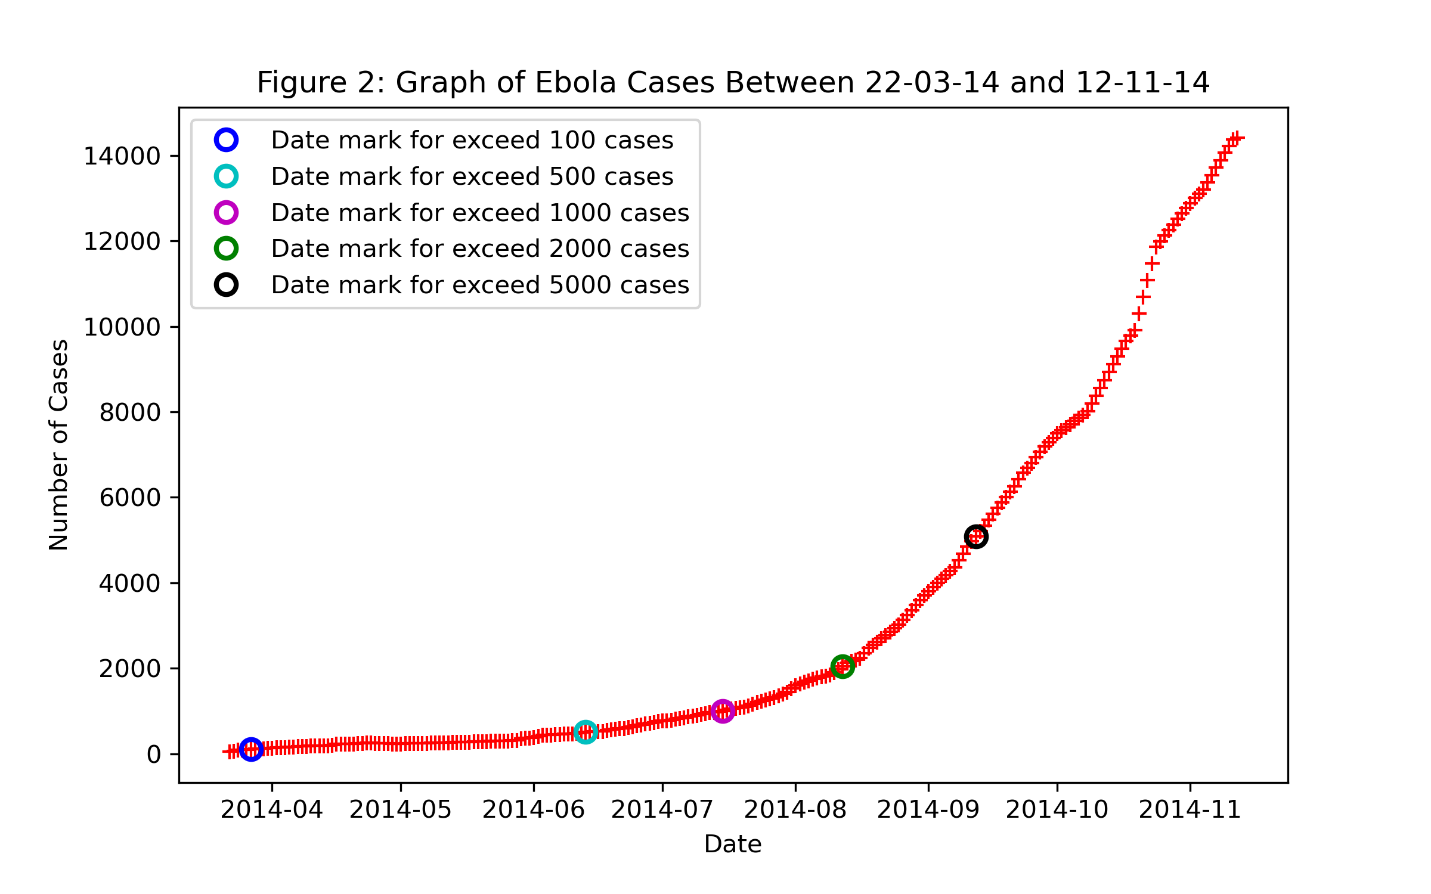 Figure 2: Graph of Ebola Cases Between 22-03-14 and 12-11-14
Date mark for exceed 100 cases
Date mark for exceed 500 cases
Date mark for exceed 1000 cases
Date mark for exceed 2000 cases
Date mark for exceed 5000 cases
14000
12000
10000
8000
6000
4000
2000
0
Number of Cases
2014-04 2014-05 2014-06 2014-07 2014-08 2014-09 2014-10 2014-11
Date